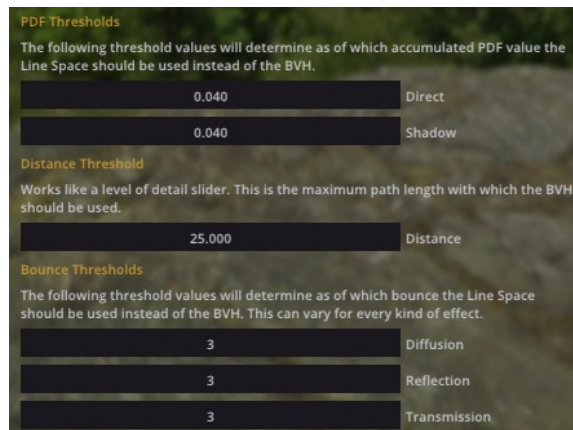 PDF Thresholds
The following threshold values will determine as of which accumulated PDF value the
Line Space should be used instead of the BVH.
0.040 Direct
0.040 Shadow
Distance Threshold
Works like a level of detail slider. This is the maximum path length with which the BVH
should be used.
25.000 Distance
Bounce Thresholds
The following threshold values will determine as of which bounce the Line Space
should be used instead of the BVH. This can vary for every kind of effect.
3 Diffusion
3 Reflection
3 Transmission